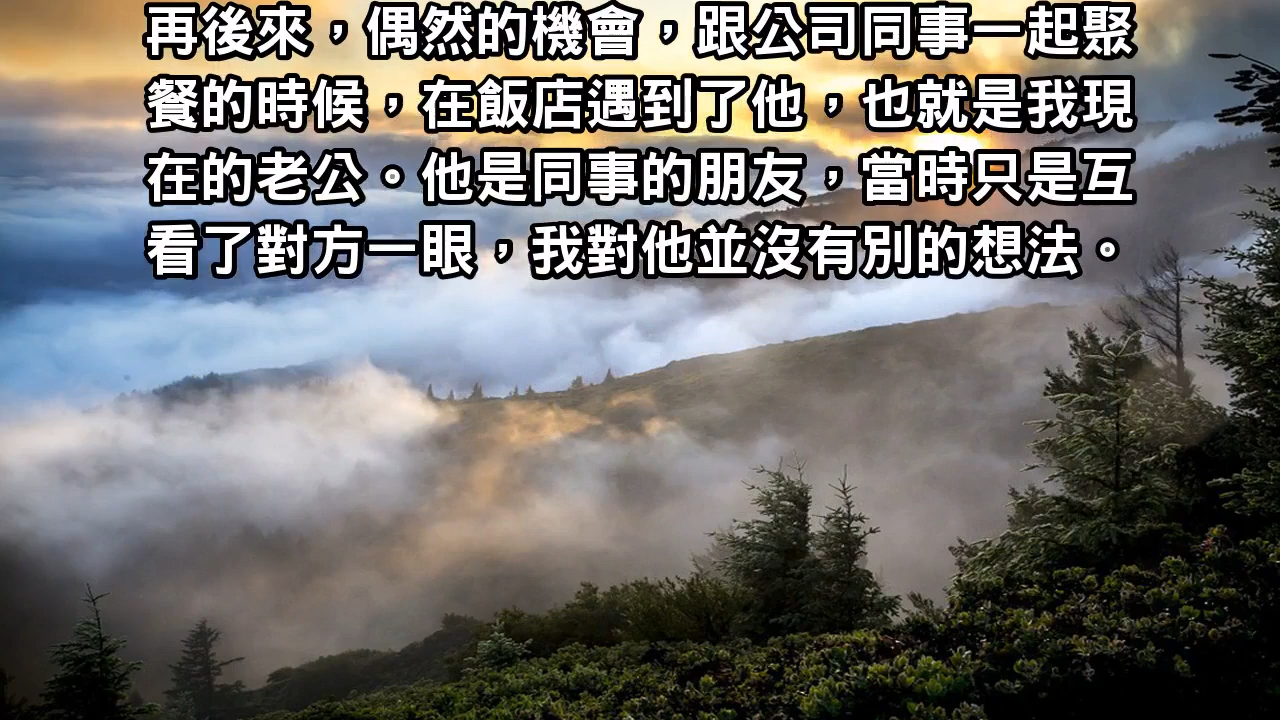 再後來，偶然的機會，跟公司同事一起聚
餐的時候，在飯店遇到了他，也就是我現
在的老公。他是同事的朋友，當時只是互
看了對方一眼，我對他並沒有別的想法。